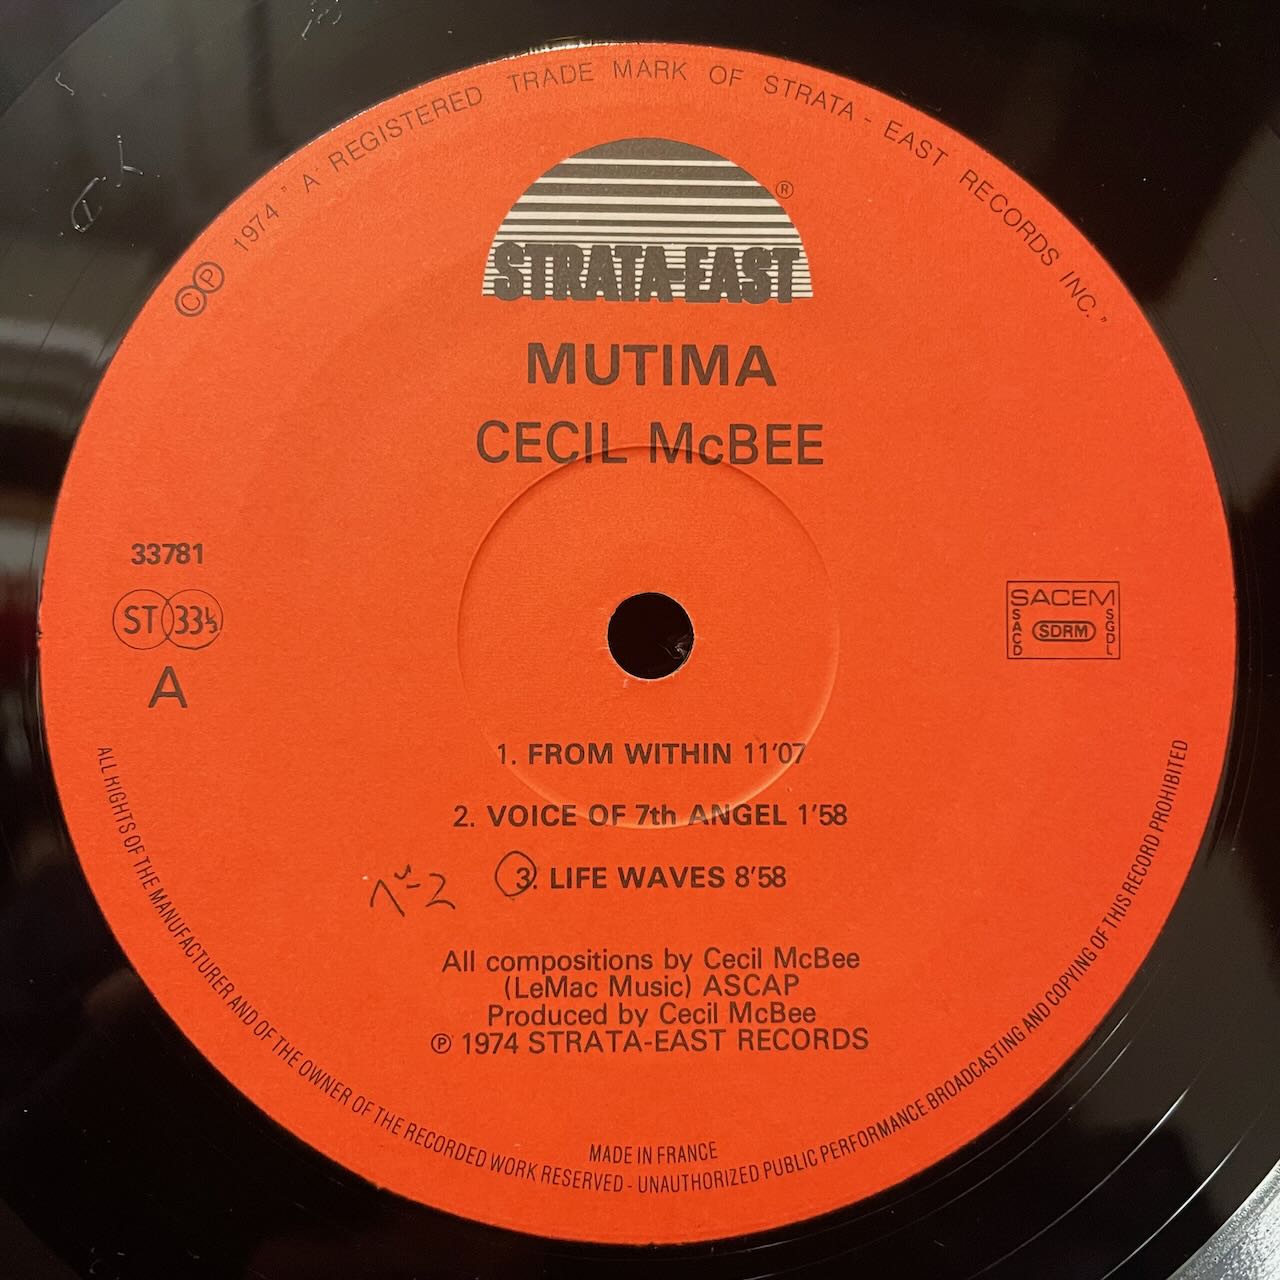 Ⓒ Ⓟ 1974 " A REGISTERED TRADE MARK OF STRATA - EAST RECORDS INC. "
STRATA-EAST ®
MUTIMA
CECIL McBEE
33781
ST 33⅓
A
SACEM
SACD
SDRM
SGDL
1. FROM WITHIN 11'07
2. VOICE OF 7th ANGEL 1'58
3. LIFE WAVES 8'58
All compositions by Cecil McBee
(LeMac Music) ASCAP
Produced by Cecil McBee
℗ 1974 STRATA-EAST RECORDS
MADE IN FRANCE
ALL RIGHTS OF THE MANUFACTURER AND OF THE OWNER OF THE RECORDED WORK RESERVED - UNAUTHORIZED PUBLIC PERFORMANCE.BROADCASTING AND COPYING OF THIS RECORD PROHIBITED